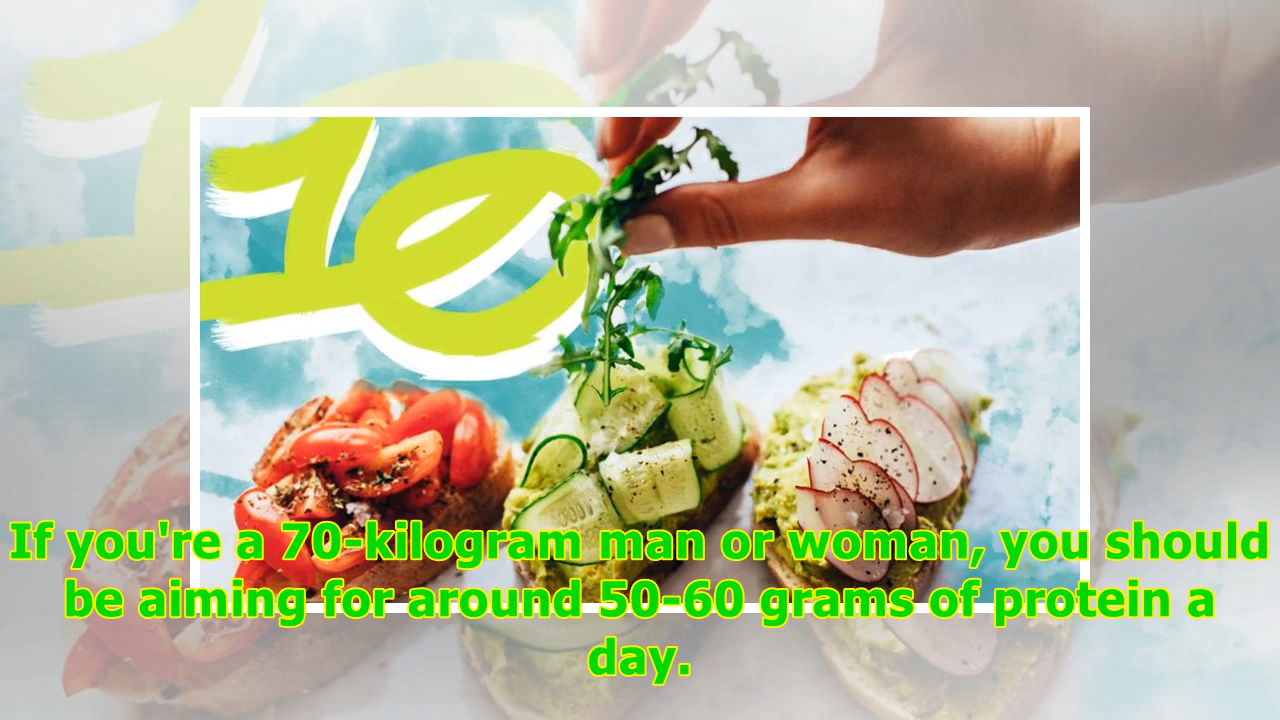 1e
If you're a 70-kilogram man or woman, you should
be aiming for around 50-60 grams of protein a
day.